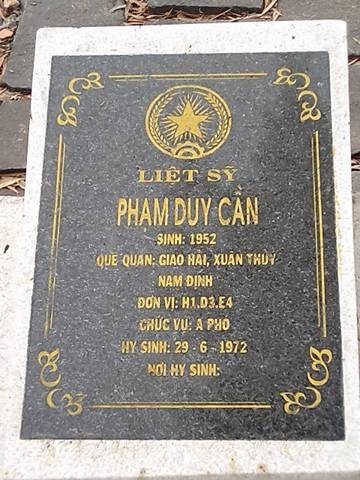 LIỆT SỸ
PHẠM DUY CẦN
SINH: 1952
QUÊ QUÁN: GIAO HẢI, XUÂN THỦY
NAM ĐỊNH
ĐƠN VỊ: H1.D3.E4
CHỨC VỤ: A PHÓ
HY SINH: 29 - 6 - 1972
NƠI HY SINH: